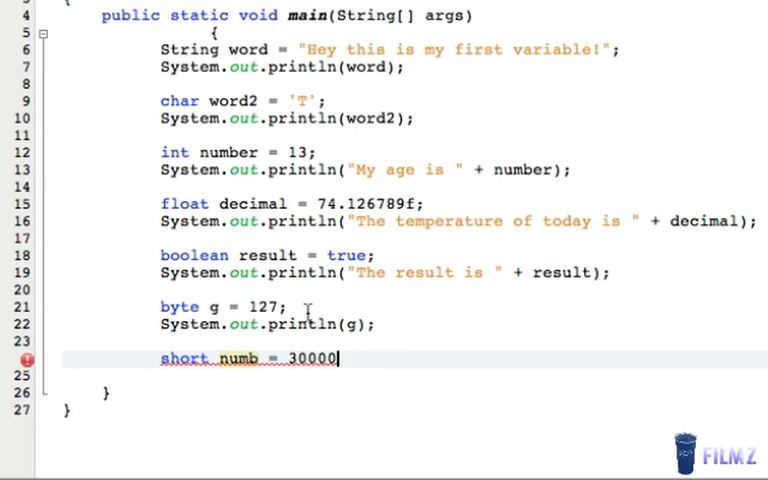 4 public static void main(String[] args)
5 {
6 String word = "Hey this is my first variable!";
7 System.out.println(word);
8
9 char word2 = 'T';
10 System.out.println(word2);
11
12 int number = 13;
13 System.out.println("My age is " + number);
14
15 float decimal = 74.126789f;
16 System.out.println("The temperature of today is " + decimal);
17
18 boolean result = true;
19 System.out.println("The result is " + result);
20
21 byte g = 127;
22 System.out.println(g);
23
short numb = 30000
25
26 }
27 }
FILMZ